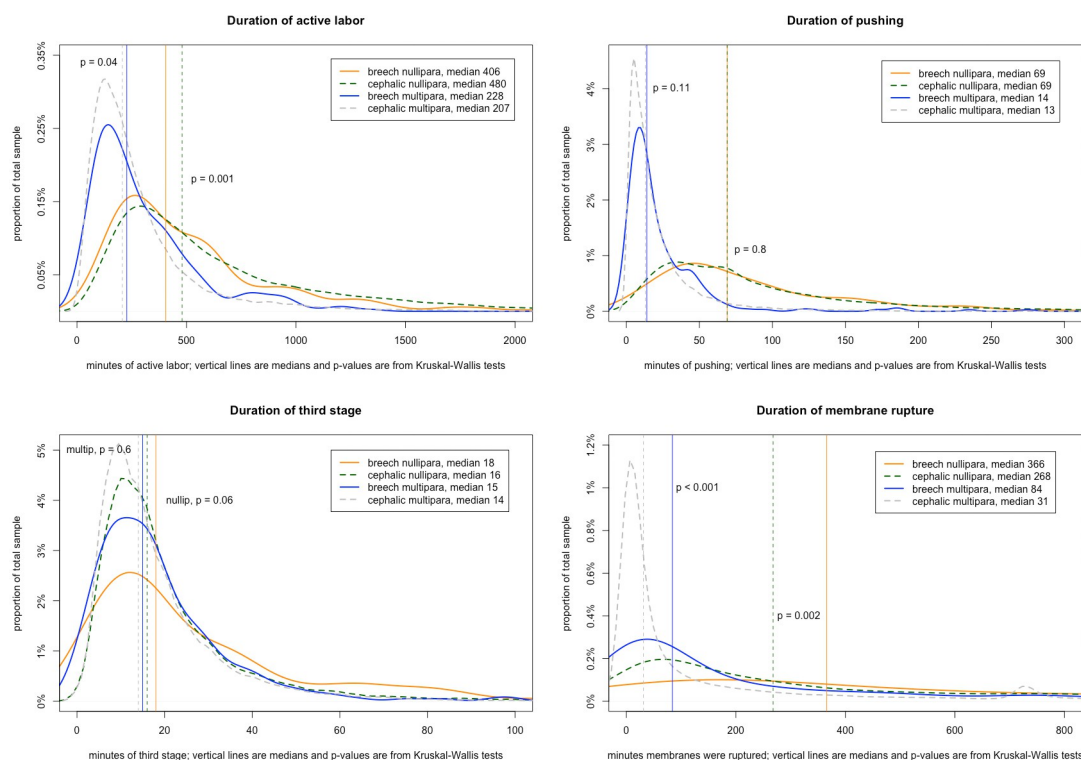 Duration of active labor
0.35%
0.25%
0.15%
0.05%
proportion of total sample
p = 0.04
p = 0.001
breech nullipara, median 406
cephalic nullipara, median 480
breech multipara, median 228
cephalic multipara, median 207
0 500 1000 1500 2000
minutes of active labor; vertical lines are medians and p-values are from Kruskal-Wallis tests
Duration of pushing
4%
3%
2%
1%
0%
proportion of total sample
p = 0.11
p = 0.8
breech nullipara, median 69
cephalic nullipara, median 69
breech multipara, median 14
cephalic multipara, median 13
0 50 100 150 200 250 300
minutes of pushing; vertical lines are medians and p-values are from Kruskal-Wallis tests
Duration of third stage
5%
4%
3%
2%
1%
0%
proportion of total sample
multip, p = 0.6
nullip, p = 0.06
breech nullipara, median 18
cephalic nullipara, median 16
breech multipara, median 15
cephalic multipara, median 14
0 20 40 60 80 100
minutes of third stage; vertical lines are medians and p-values are from Kruskal-Wallis tests
Duration of membrane rupture
1.2%
1%
0.8%
0.6%
0.4%
0.2%
0%
proportion of total sample
p < 0.001
p = 0.002
breech nullipara, median 366
cephalic nullipara, median 268
breech multipara, median 84
cephalic multipara, median 31
0 200 400 600 800
minutes membranes were ruptured; vertical lines are medians and p-values are from Kruskal-Wallis tests